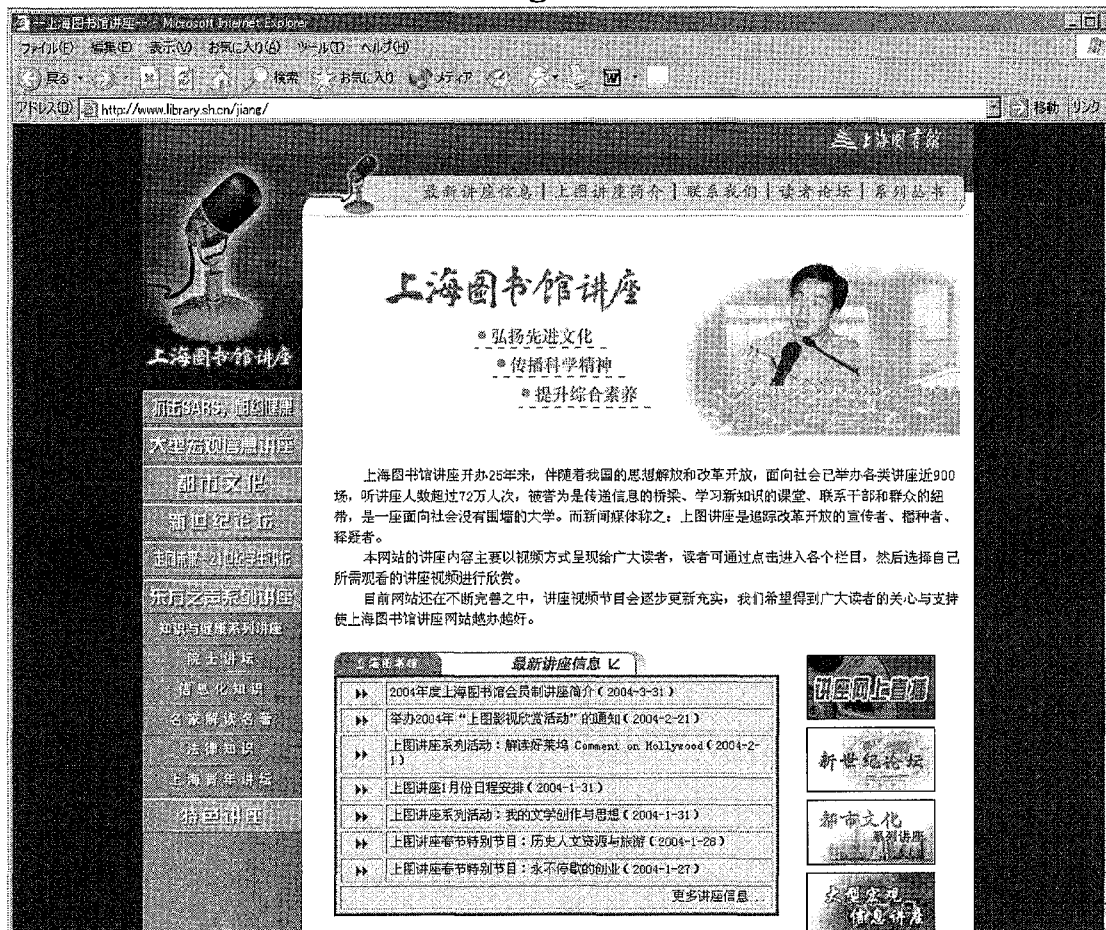 --上海图书馆讲座-- - Microsoft Internet Explorer
ファイル(F) 編集(E) 表示(V) お気に入り(A) ツール(T) ヘルプ(H)
戻る 検索 お気に入り メディア
アドレス(D) http://www.library.sh.cn/jiang/ 移動 リンク
上海图书馆
最新讲座信息 | 上图讲座简介 | 联系我们 | 读者论坛 | 系列丛书
上海图书馆讲座
上海图书馆讲座
弘扬先进文化
传播科学精神
提升综合素养
抗击SARS，
大型宏观信息讲座
都市文化
新世纪论坛
东方之声系列讲座
知识与健康系列讲座
院士讲坛
信息化知识
名家解读名著
法律知识
上海青年讲坛
特色讲座
上海图书馆讲座开办25年来，伴随着我国的思想解放和改革开放，面向社会已举办各类讲座近900
场，听讲座人数超过72万人次，被誉为是传递信息的桥梁、学习新知识的课堂、联系干部和群众的纽
带，是一座面向社会没有围墙的大学。而新闻媒体称之：上图讲座是追踪改革开放的宣传者、播种者、
释疑者。
本网站的讲座内容主要以视频方式呈现给广大读者，读者可通过点击进入各个栏目，然后选择自己
所需观看的讲座视频进行欣赏。
目前网站还在不断完善之中，讲座视频节目会逐步更新充实，我们希望得到广大读者的关心与支持
使上海图书馆讲座网站越办越好。
上海图书馆 最新讲座信息
2004年度上海图书馆会员制讲座简介(2004-3-31)
举办2004年“上图影视欣赏活动”的通知(2004-2-21)
上图讲座系列活动：解读好莱坞 Comment on Hollywood(2004-2-
1)
上图讲座1月份日程安排(2004-1-31)
上图讲座系列活动：我的文学创作与思想(2004-1-31)
上图讲座春节特别节目：历史人文资源与旅游(2004-1-28)
上图讲座春节特别节目：永不停歇的创业(2004-1-27)
更多讲座信息...
讲座网上直播
新世纪论坛
都市文化
系列讲座
大型宏观
信息讲座